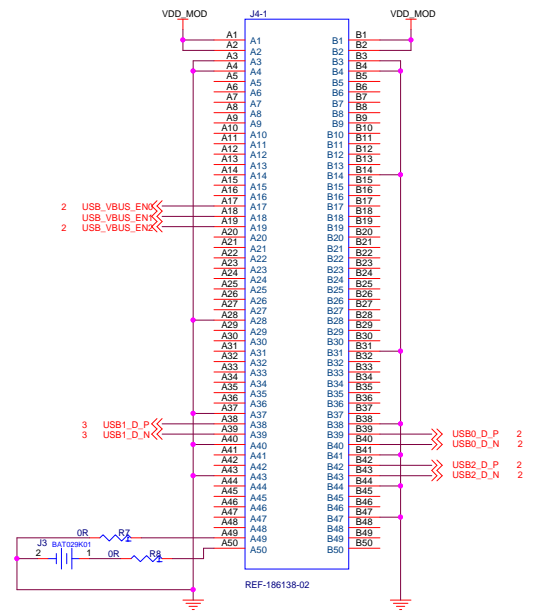 VDD_MOD VDD_MOD
J4-1
A1 A1 B1 B1
A2 A2 B2 B2
A3 A3 B3 B3
A4 A4 B4 B4
A5 A5 B5 B5
A6 A6 B6 B6
A7 A7 B7 B7
A8 A8 B8 B8
A9 A9 B9 B9
A10 A10 B10 B10
A11 A11 B11 B11
A12 A12 B12 B12
A13 A13 B13 B13
A14 A14 B14 B14
A15 A15 B15 B15
A16 A16 B16 B16
2 USB_VBUS_EN0 A17 A17 B17 B17
USB_VBUS_EN1 A18 A18 B18 B18
2 USB_VBUS_EN2 A19 A19 B19 B19
A20 A20 B20 B20
A21 A21 B21 B21
A22 A22 B22 B22
A23 A23 B23 B23
A24 A24 B24 B24
A25 A25 B25 B25
A26 A26 B26 B26
A27 A27 B27 B27
A28 A28 B28 B28
A29 A29 B29 B29
A30 A30 B30 B30
A31 A31 B31 B31
A32 A32 B32 B32
A33 A33 B33 B33
A34 A34 B34 B34
A35 A35 B35 B35
A36 A36 B36 B36
A37 A37 B37 B37
3 USB1_D_P A38 A38 B38 B38
3 USB1_D_N A39 A39 B39 B39 USB0_D_P 2
A40 A40 B40 B40 USB0_D_N 2
A41 A41 B41 B41
A42 A42 B42 B42 USB2_D_P 2
A43 A43 B43 B43 USB2_D_N 2
A44 A44 B44 B44
A45 A45 B45 B45
A46 A46 B46 B46
A47 A47 B47 B47
A48 A48 B48 B48
0R R7 A49 A49 B49 B49
J3 BAT029K01 A50 A50 B50 B50
2 1 0R R8
REF-186138-02